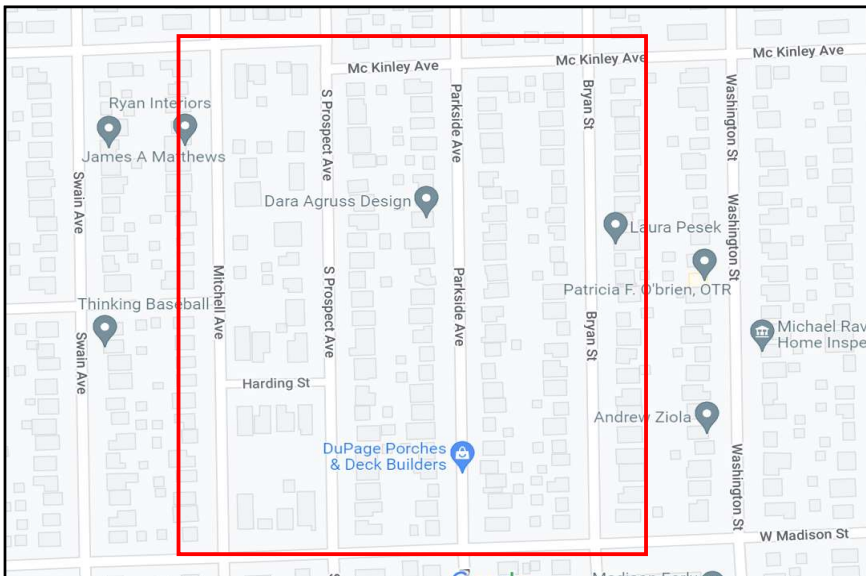 Mc Kinley Ave
Mc Kinley Ave
Mc Kinley Ave
Ryan Interiors
James A Matthews
S Prospect Ave
Parkside Ave
Bryan St
Washington St
Swain Ave
Dara Agruss Design
Laura Pesek
Washington St
Mitchell Ave
S Prospect Ave
Parkside Ave
Patricia F. O'brien, OTR
Thinking Baseball
Swain Ave
Bryan St
Michael Rav
Home Inspe
Harding St
Andrew Ziola
DuPage Porches
& Deck Builders
Washington St
W Madison St